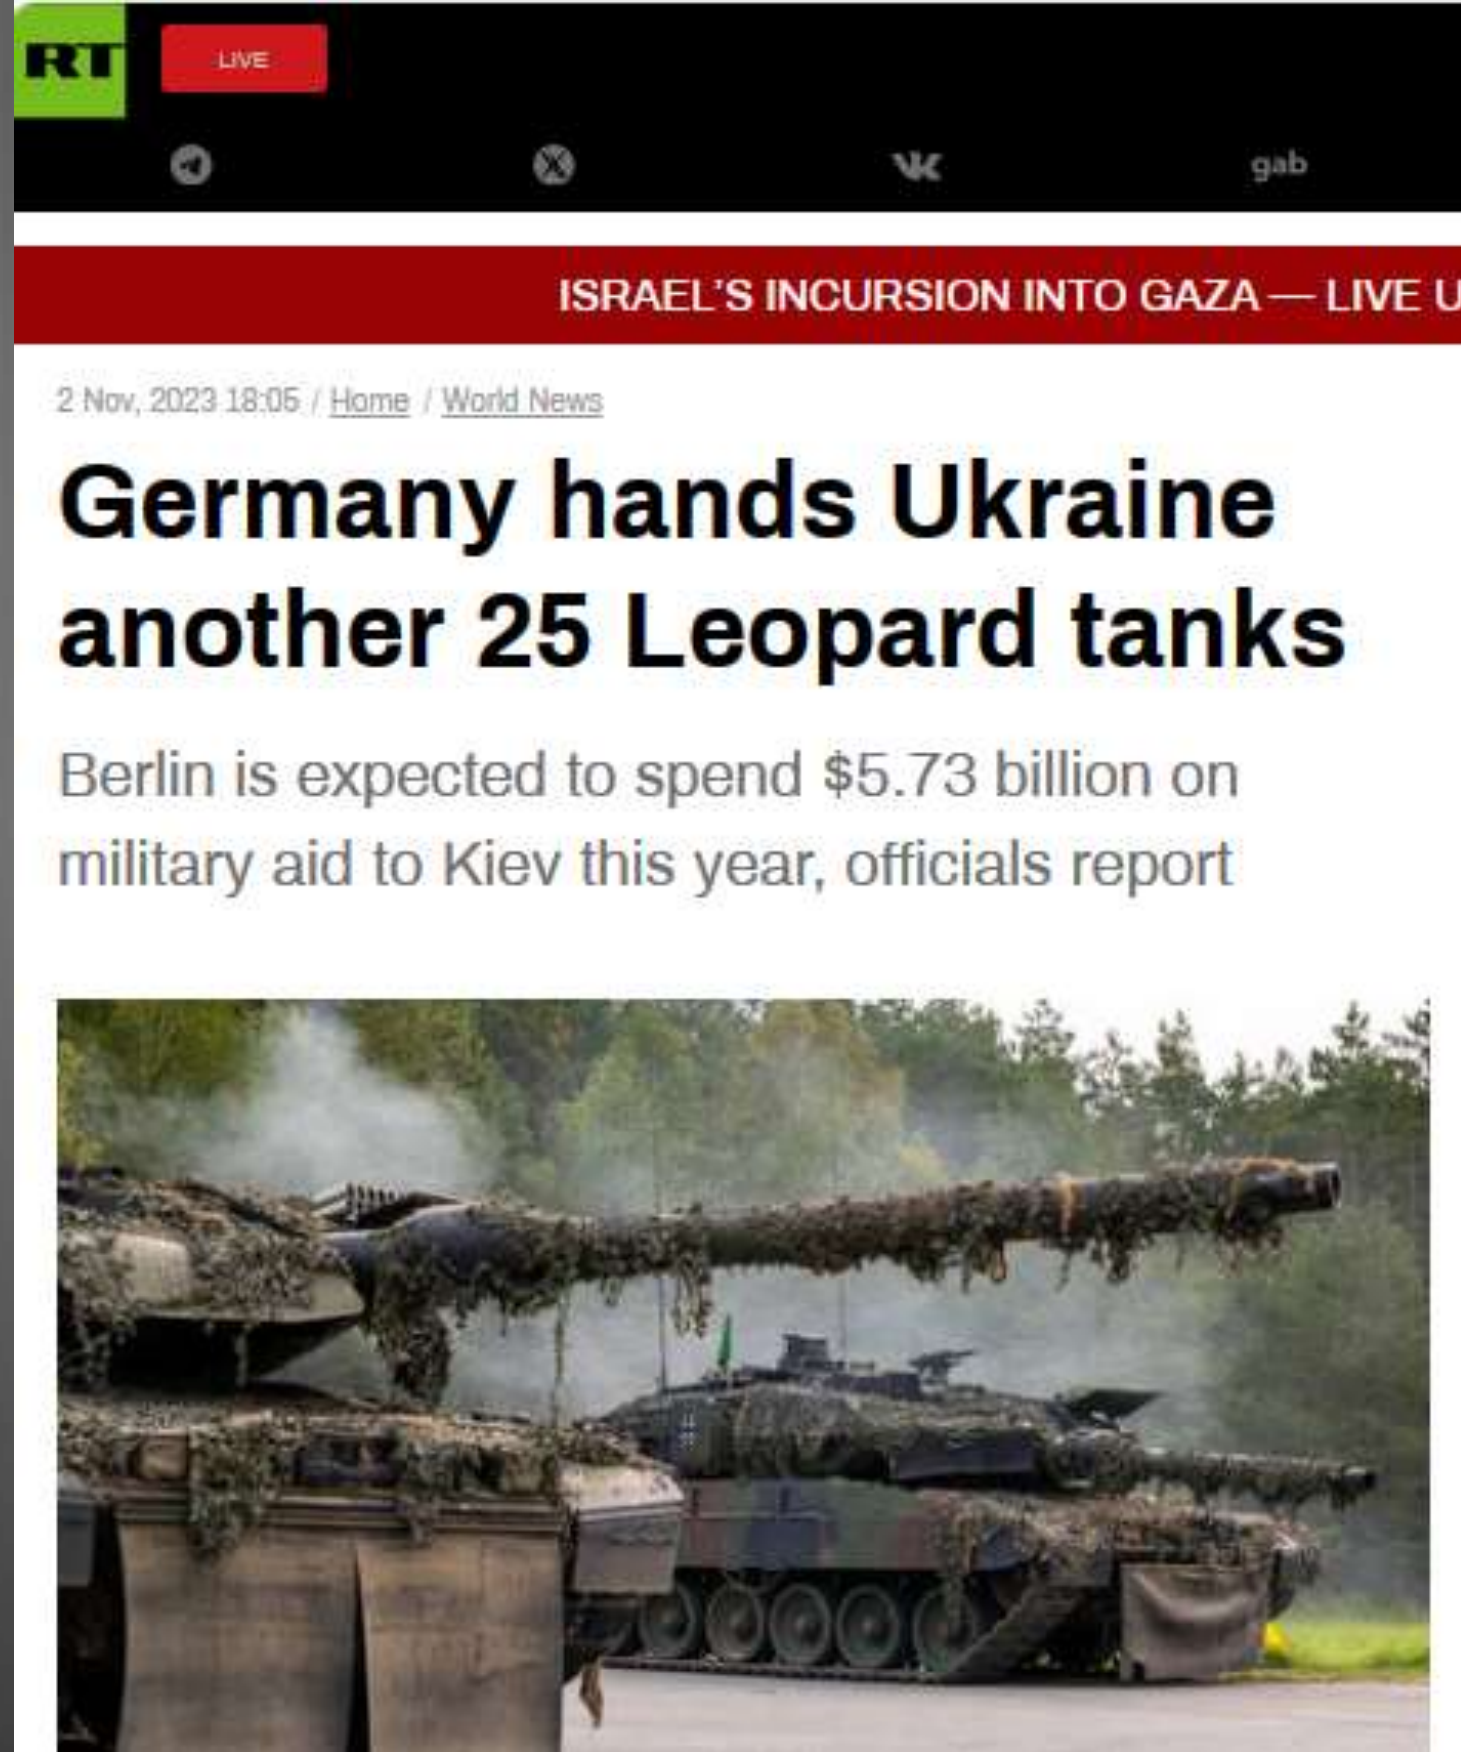 RT
LIVE
gab
ISRAEL'S INCURSION INTO GAZA — LIVE U
2 Nov, 2023 18:05 / Home / World News
Germany hands Ukraine
another 25 Leopard tanks
Berlin is expected to spend $5.73 billion on
military aid to Kiev this year, officials report